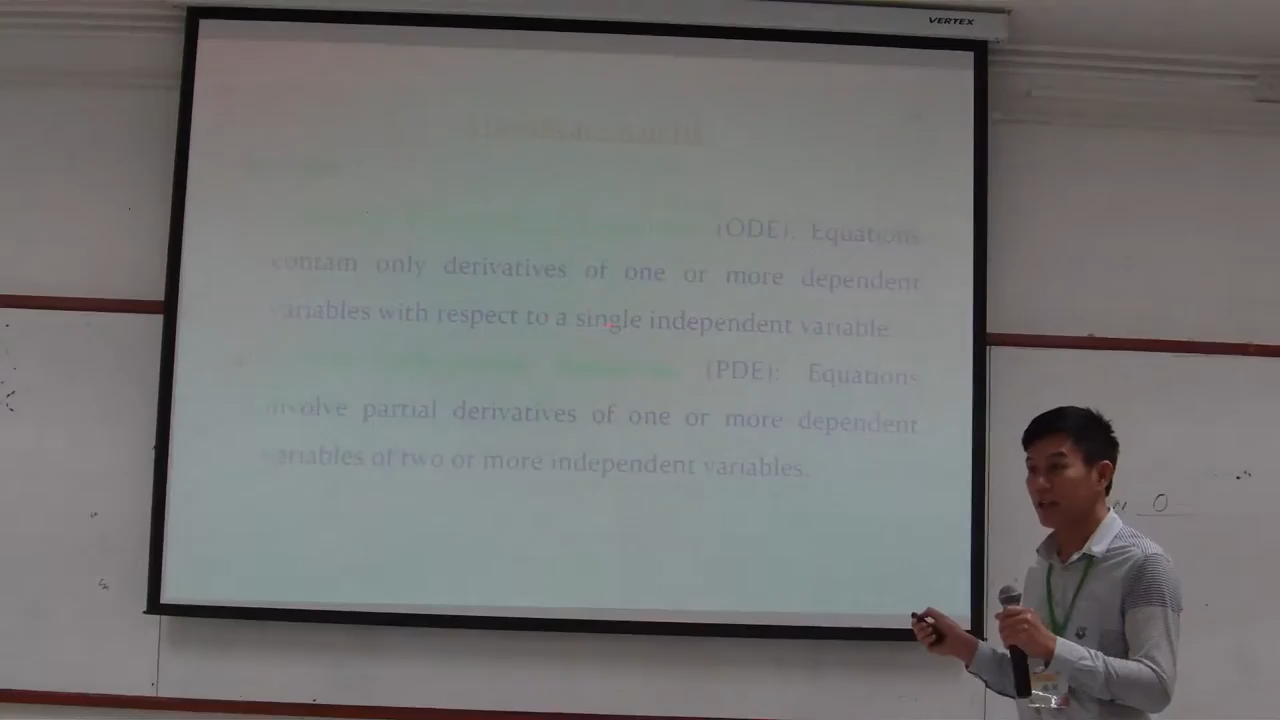 VERTEX
(ODE): Equations
contain only derivatives of one or more dependent
variables with respect to a single independent variable.
(PDE): Equations
involve partial derivatives of one or more dependent
variables of two or more independent variables.
0